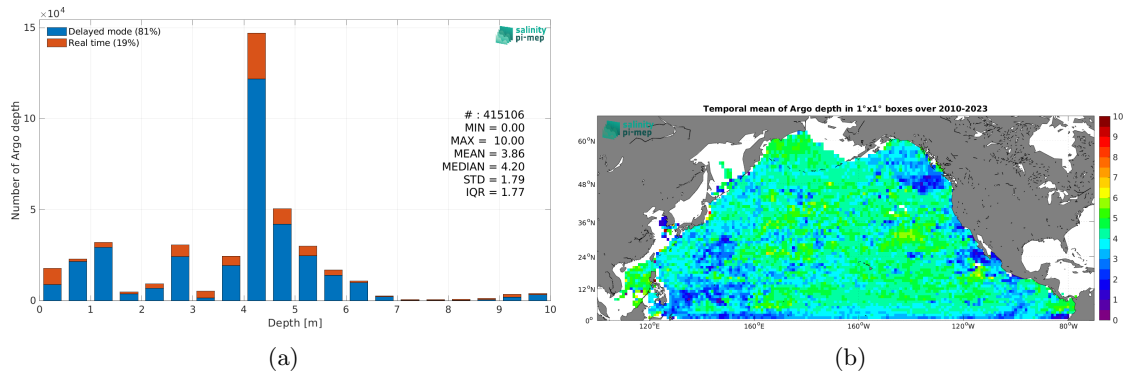 ×10⁴
15
10
5
0
Number of Argo depth
Delayed mode (81%)
Real time (19%)
salinity
pi-mep
# : 415106
MIN = 0.00
MAX = 10.00
MEAN = 3.86
MEDIAN = 4.20
STD = 1.79
IQR = 1.77
0 1 2 3 4 5 6 7 8 9 10
Depth [m]
(a)
Temporal mean of Argo depth in 1°x1° boxes over 2010-2023
salinity
pi-mep
60°N
48°N
36°N
24°N
12°N
0°
120°E 160°E 160°W 120°W 80°W
10
9
8
7
6
5
4
3
2
1
0
(b)